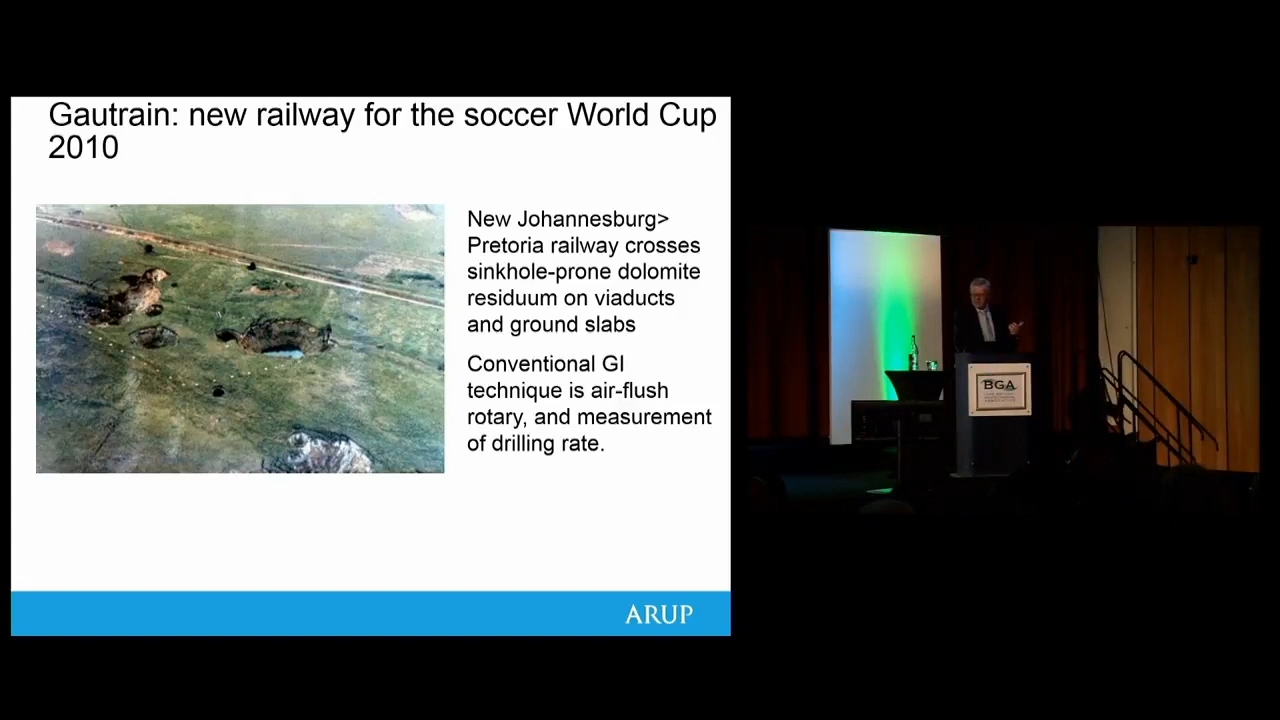 Gautrain: new railway for the soccer World Cup
2010
New Johannesburg>
Pretoria railway crosses
sinkhole-prone dolomite
residuum on viaducts
and ground slabs
Conventional GI
technique is air-flush
rotary, and measurement
of drilling rate.
ARUP
BGA